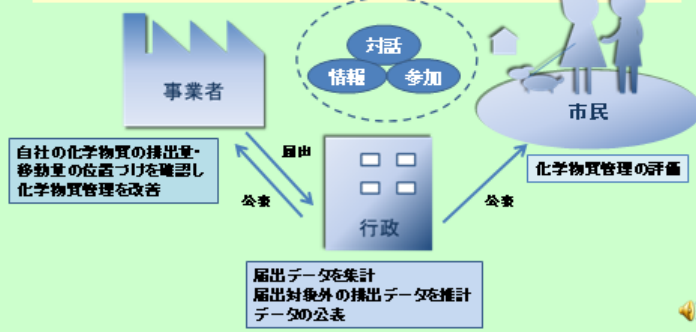 対話
情報
参加
事業者
市民
自社の化学物質の排出量・
移動量の位置づけを確認し
化学物質管理を改善
届出
化学物質管理の評価
公表
公表
行政
届出データを集計
届出対象外の排出データを推計
データの公表